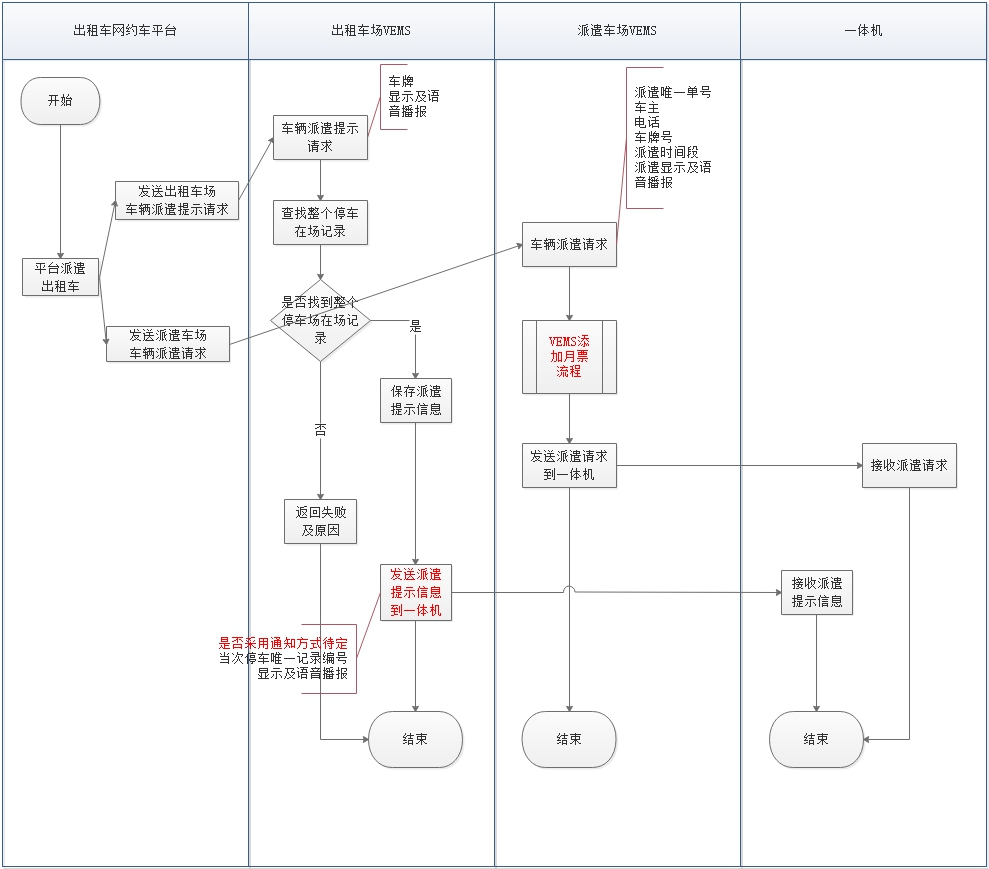 出租车网约车平台
出租车场VEMS
派遣车场VEMS
一体机
开始
平台派遣
出租车
发送出租车场
车辆派遣提示请求
发送派遣车场
车辆派遣请求
车牌
显示及语
音播报
车辆派遣提示
请求
查找整个停车
在场记录
是否找到整个
停车场在场记
录
是
否
保存派遣
提示信息
返回失败
及原因
发送派遣
提示信息
到一体机
是否采用通知方式待定
当次停车唯一记录编号
显示及语音播报
结束
派遣唯一单号
车主
电话
车牌号
派遣时间段
派遣显示及语
音播报
车辆派遣请求
VEMS添
加月票
流程
发送派遣请求
到一体机
结束
接收派遣请求
接收派遣
提示信息
结束